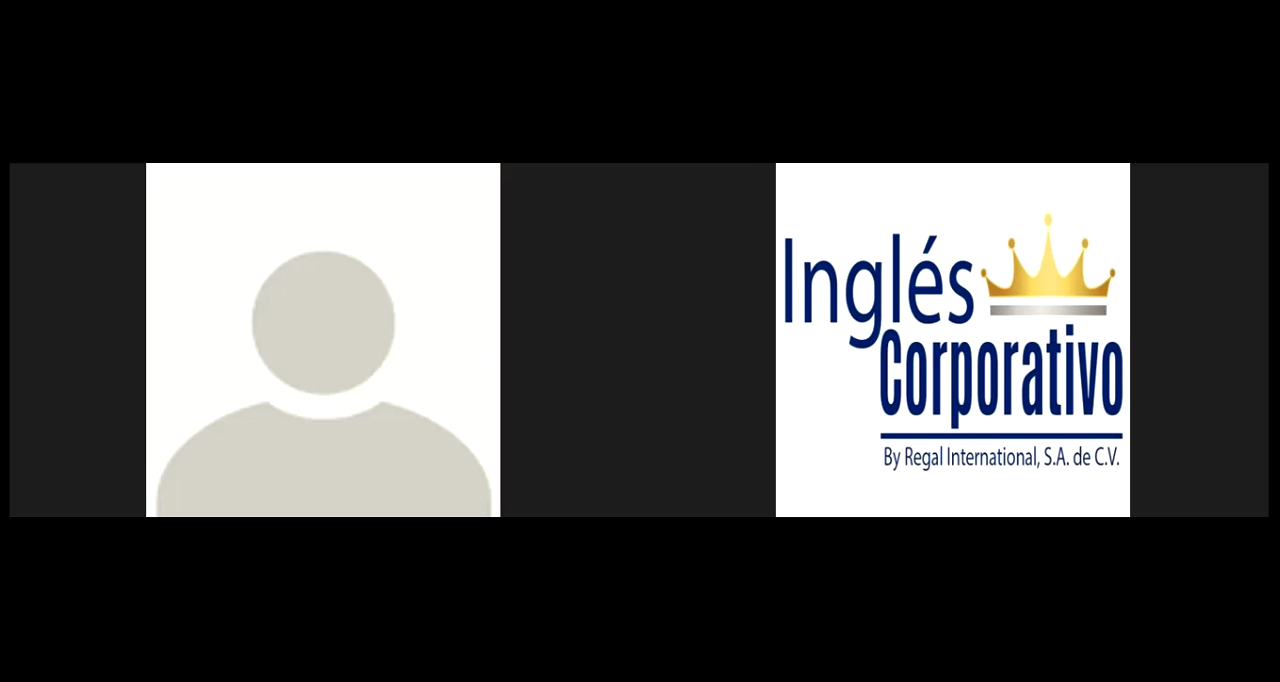 Inglés
Corporativo
By Regal International, S.A. de C.V.